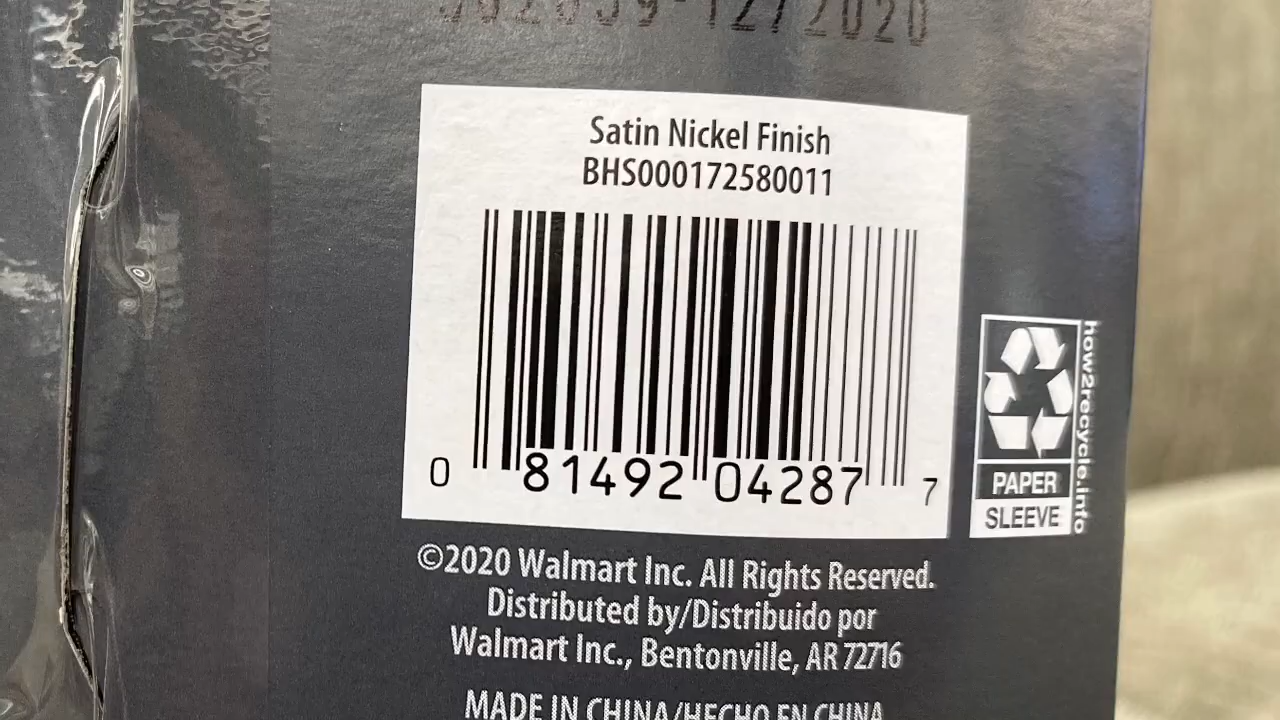 Satin Nickel Finish
BHS000172580011
0 81492 04287 7
how2recycle.info
PAPER
SLEEVE
©2020 Walmart Inc. All Rights Reserved.
Distributed by/Distribuido por
Walmart Inc., Bentonville, AR 72716
MADE IN CHINA/HECHO EN CHINA